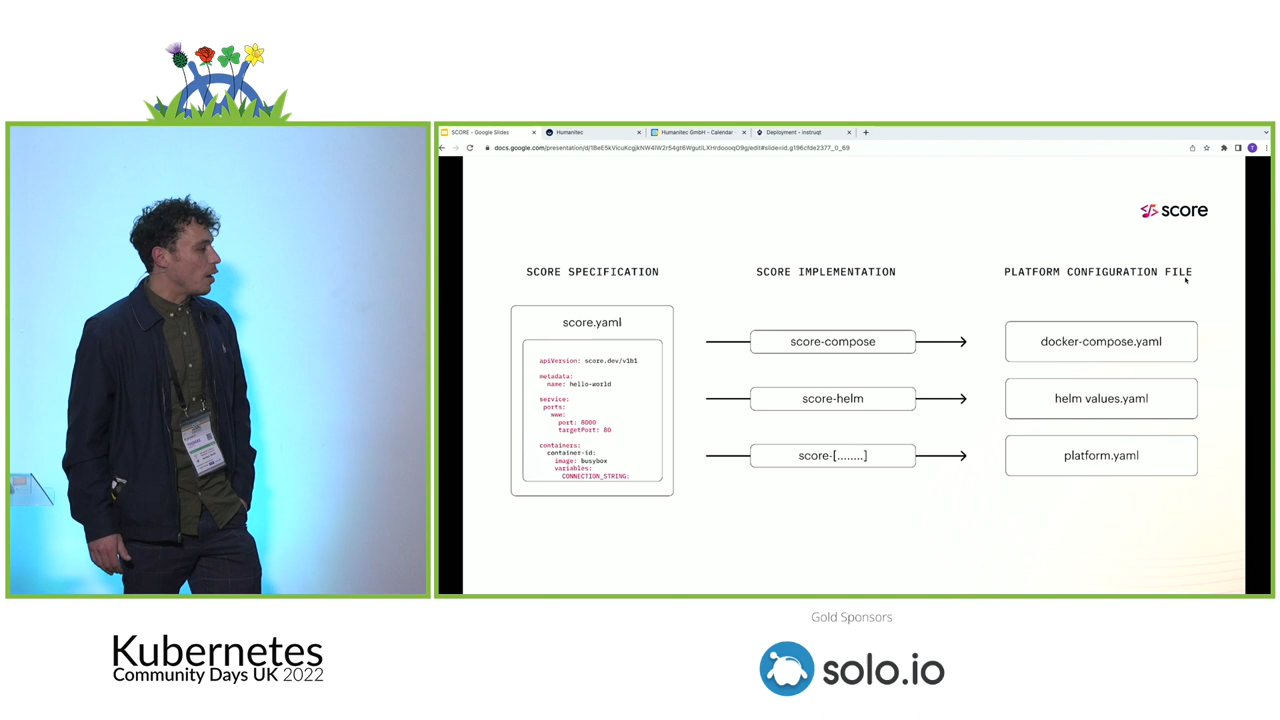 SCORE - Google Slides
Humanitec
Humanitec GmbH - Calendar
Deployment - Instruqt
score
SCORE SPECIFICATION
SCORE IMPLEMENTATION
PLATFORM CONFIGURATION FILE
score.yaml
apiVersion: score.dev/v1b1
metadata:
name: hello-world
service:
ports:
www:
port: 8000
targetPort: 80
containers:
container-id:
image: busybox
variables:
CONNECTION_STRING:
score-compose
docker-compose.yaml
score-helm
helm values.yaml
score-[........]
platform.yaml
Gold Sponsors
Kubernetes
Community Days UK 2022
solo.io